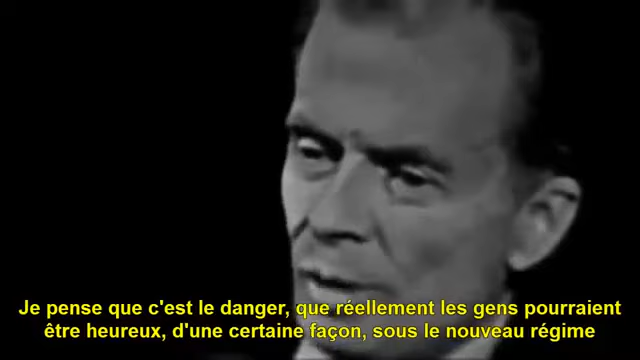 Je pense que c'est le danger, que réellement les gens pourraient
être heureux, d'une certaine façon, sous le nouveau régime